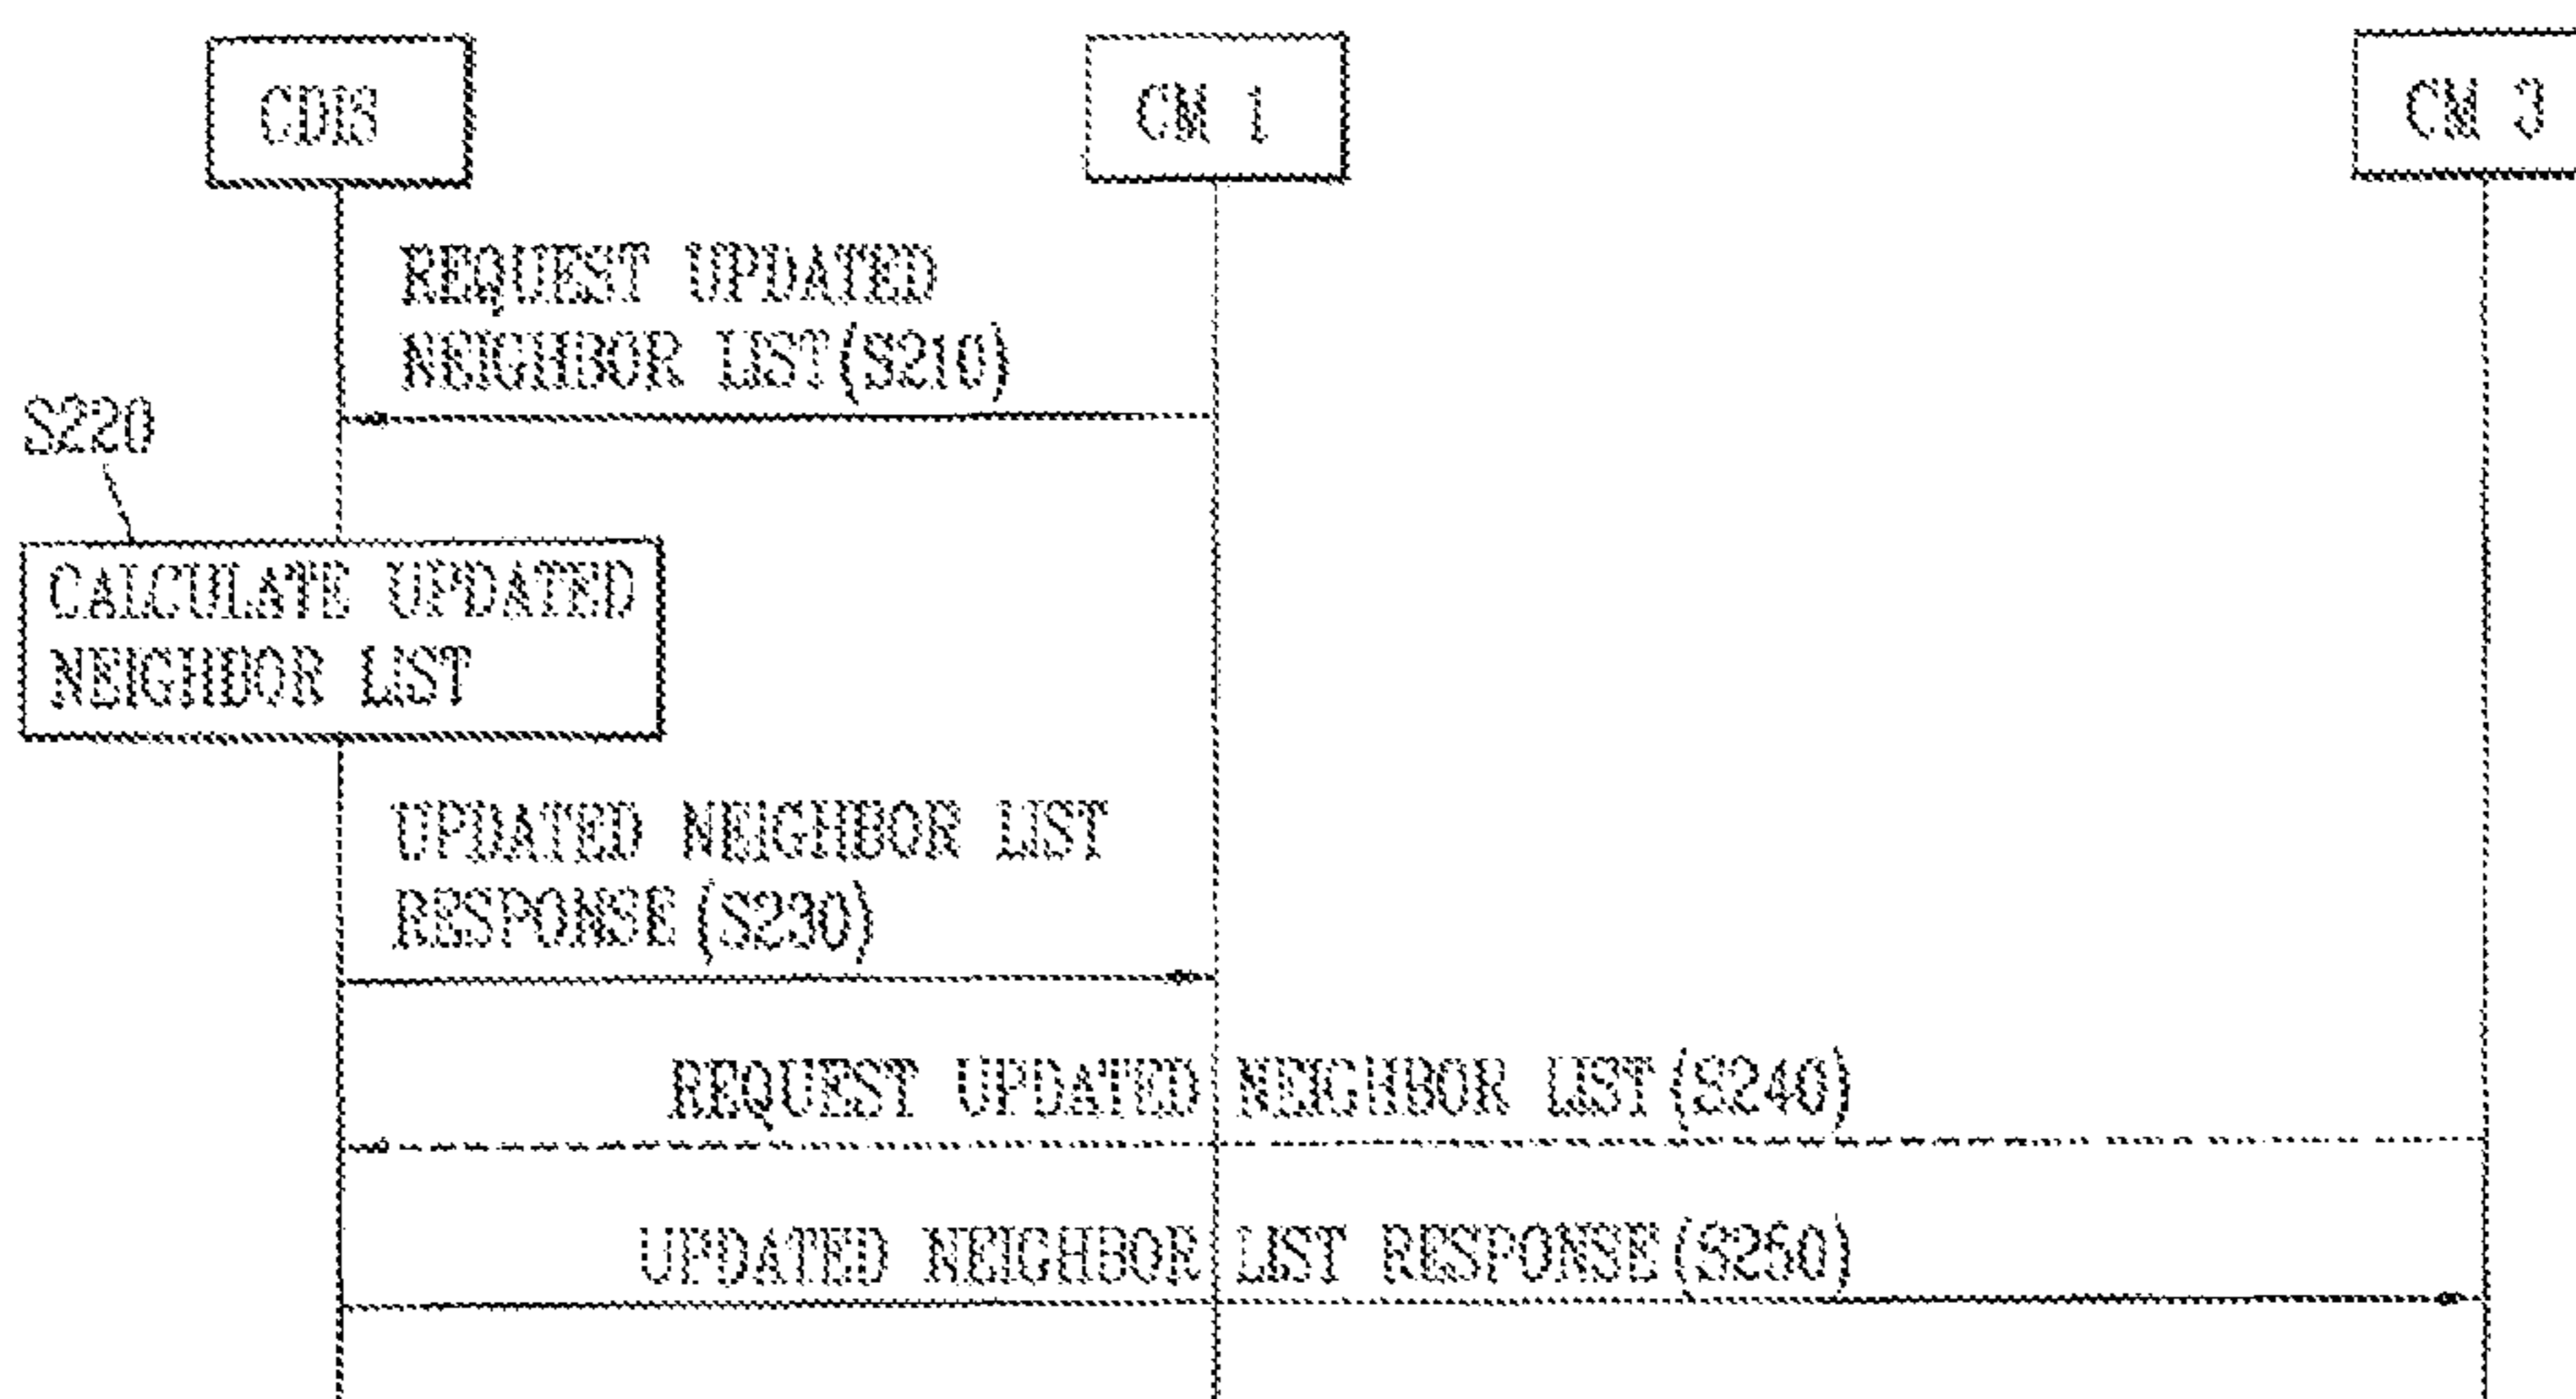 CDIS
CM 1
CM 3
REQUEST UPDATED
NEIGHBOR LIST(S210)
S220
CALCULATE UPDATED
NEIGHBOR LIST
UPDATED NEIGHBOR LIST
RESPONSE(S230)
REQUEST UPDATED NEIGHBOR LIST(S240)
UPDATED NEIGHBOR LIST RESPONSE(S250)